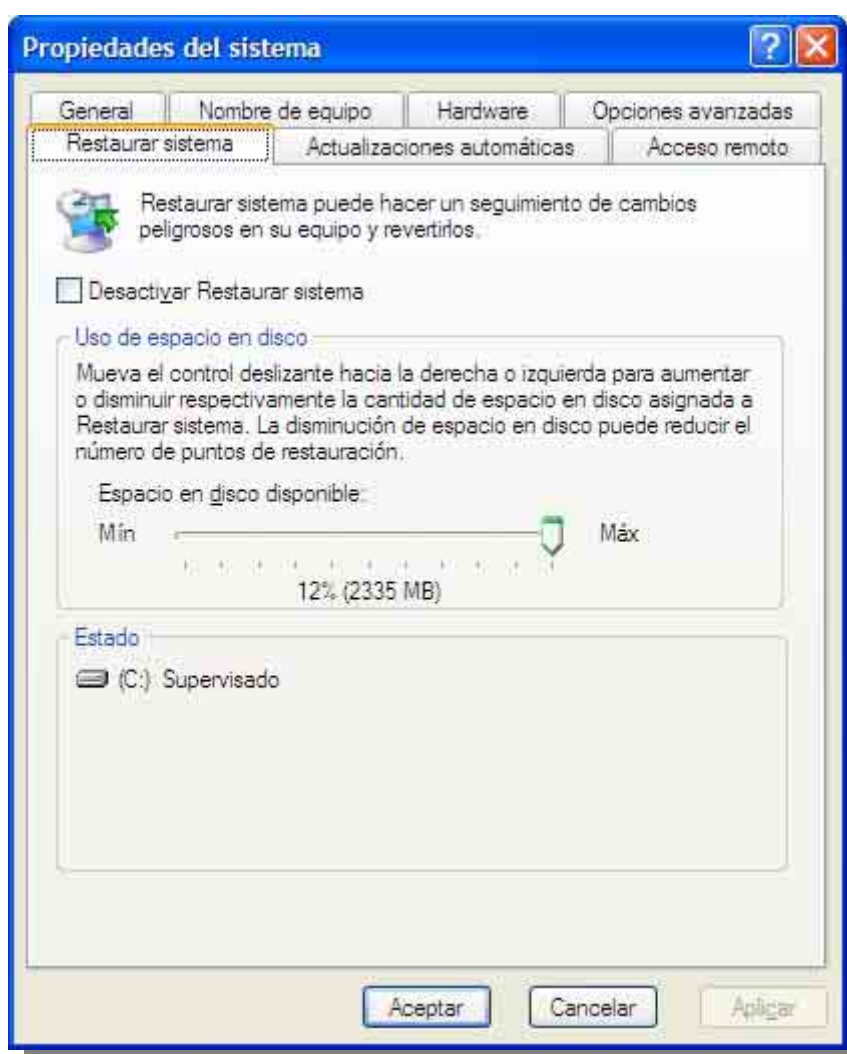 Propiedades del sistema
General Nombre de equipo Hardware Opciones avanzadas
Restaurar sistema Actualizaciones automáticas Acceso remoto
Restaurar sistema puede hacer un seguimiento de cambios
peligrosos en su equipo y revertirlos.
Desactivar Restaurar sistema
Uso de espacio en disco
Mueva el control deslizante hacia la derecha o izquierda para aumentar
o disminuir respectivamente la cantidad de espacio en disco asignada a
Restaurar sistema. La disminución de espacio en disco puede reducir el
número de puntos de restauración.
Espacio en disco disponible:
Mín Máx
12% (2335 MB)
Estado
(C:) Supervisado
Aceptar Cancelar Aplicar